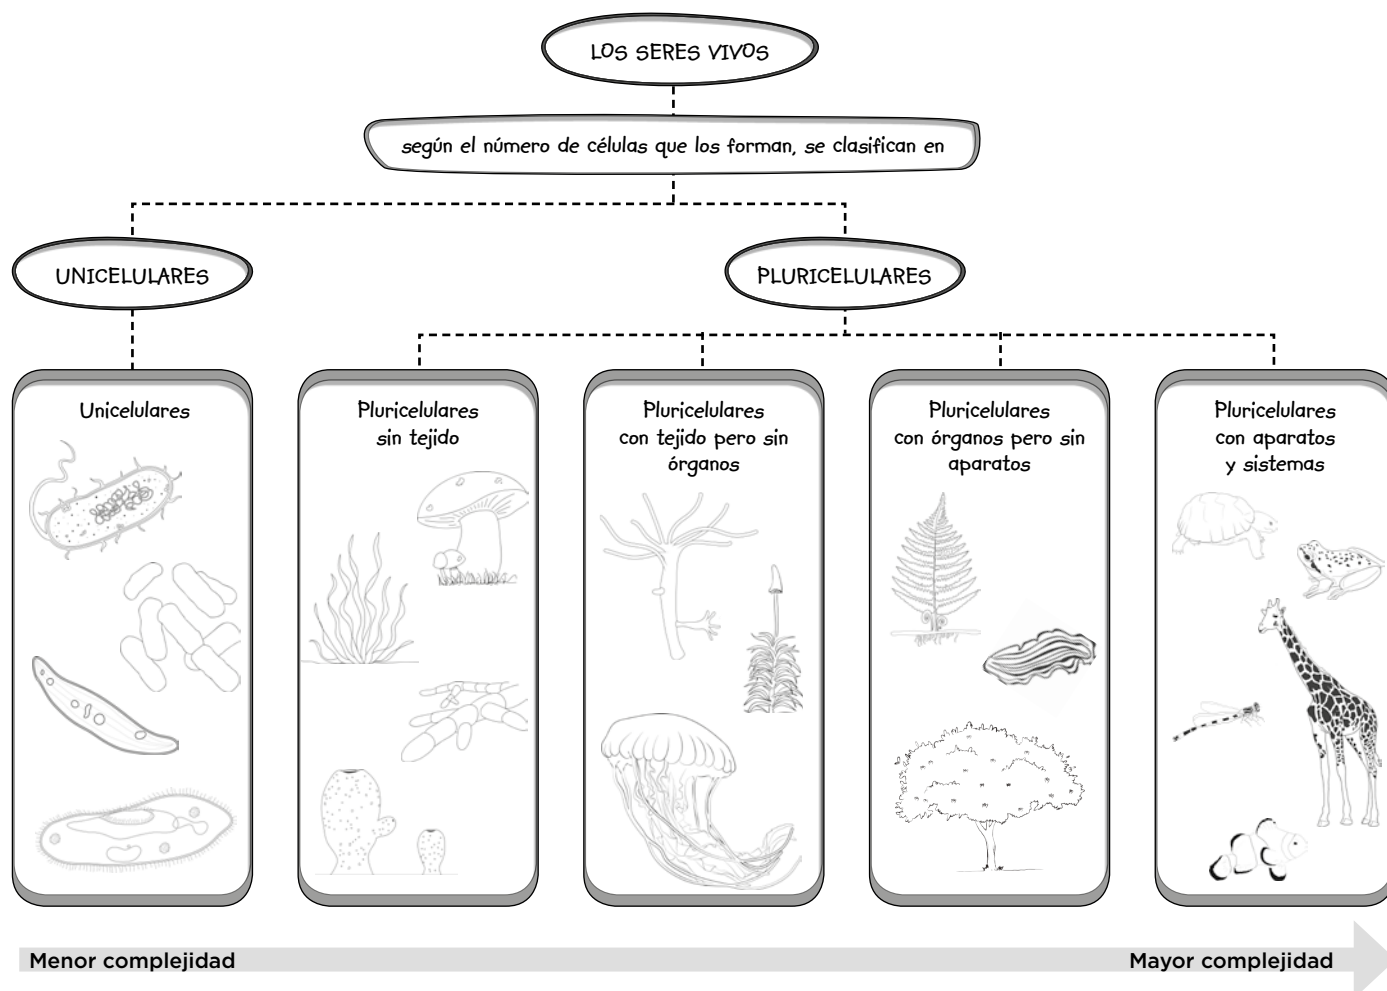 LOS SERES VIVOS
según el número de células que los forman, se clasifican en
UNICELULARES
PLURICELULARES
Unicelulares
Pluricelulares
sin tejido
Pluricelulares
con tejido pero sin
órganos
Pluricelulares
con órganos pero sin
aparatos
Pluricelulares
con aparatos
y sistemas
Menor complejidad
Mayor complejidad